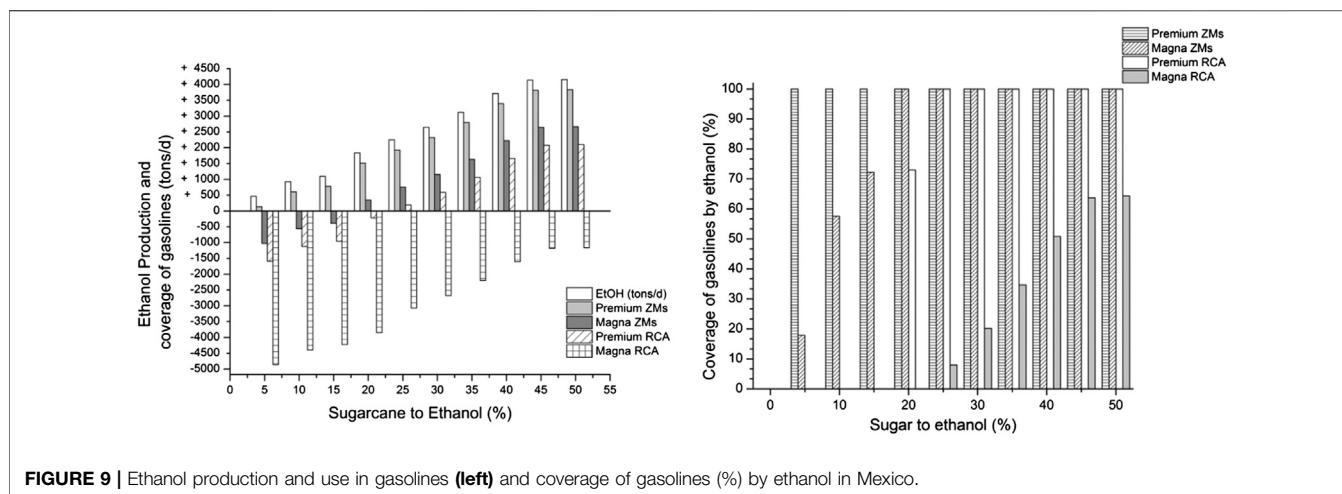 Ethanol Production and
coverage of gasolines (tons/d)
+ 4500
+ 4000
+ 3500
+ 3000
+ 2500
+ 2000
+ 1500
+ 1000
+ 500
0
-500
-1000
-1500
-2000
-2500
-3000
-3500
-4000
-4500
-5000
0 5 10 15 20 25 30 35 40 45 50 55
Sugarcane to Ethanol (%)
EtOH (tons/d)
Premium ZMs
Magna ZMs
Premium RCA
Magna RCA
Premium ZMs
Magna ZMs
Premium RCA
Magna RCA
Coverage of gasolines by ethanol (%)
100
90
80
70
60
50
40
30
20
10
0
0 10 20 30 40 50
Sugar to ethanol (%)
FIGURE 9 | Ethanol production and use in gasolines (left) and coverage of gasolines (%) by ethanol in Mexico.